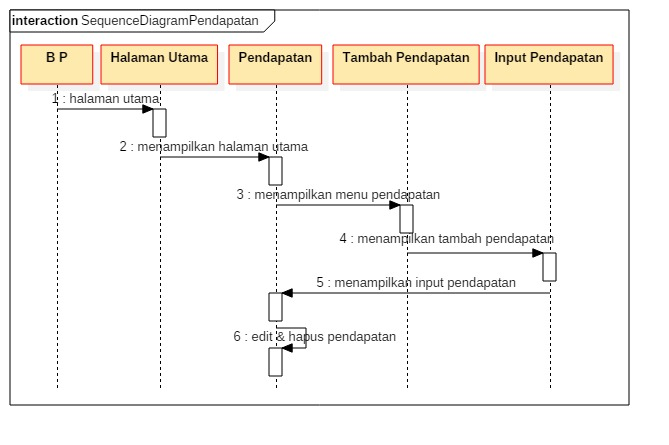 interaction SequenceDiagramPendapatan
B P
Halaman Utama
Pendapatan
Tambah Pendapatan
Input Pendapatan
1 : halaman utama
2 : menampilkan halaman utama
3 : menampilkan menu pendapatan
4 : menampilkan tambah pendapatan
5 : menampilkan input pendapatan
6 : edit & hapus pendapatan